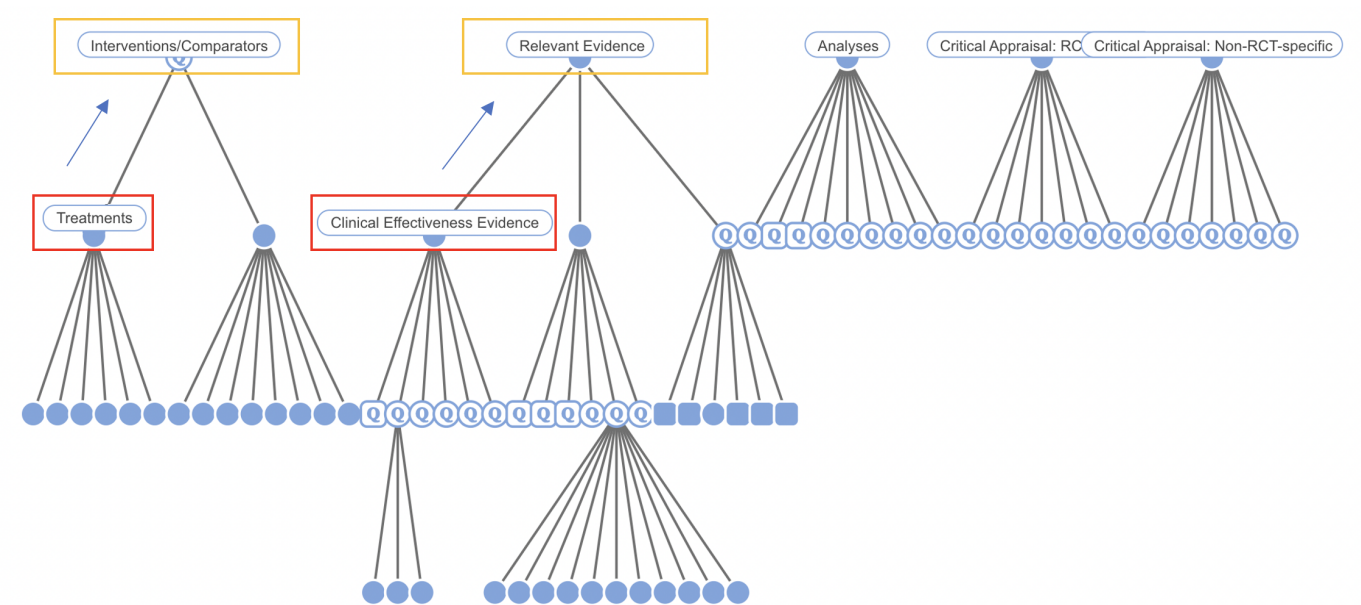 Interventions/Comparators
Relevant Evidence
Analyses
Critical Appraisal: RC
Critical Appraisal: Non-RCT-specific
Q
Treatments
Clinical Effectiveness Evidence
Q Q Q Q Q Q Q Q Q Q Q Q Q Q Q Q Q Q Q Q Q Q Q Q
Q Q Q Q Q Q Q Q Q Q Q Q